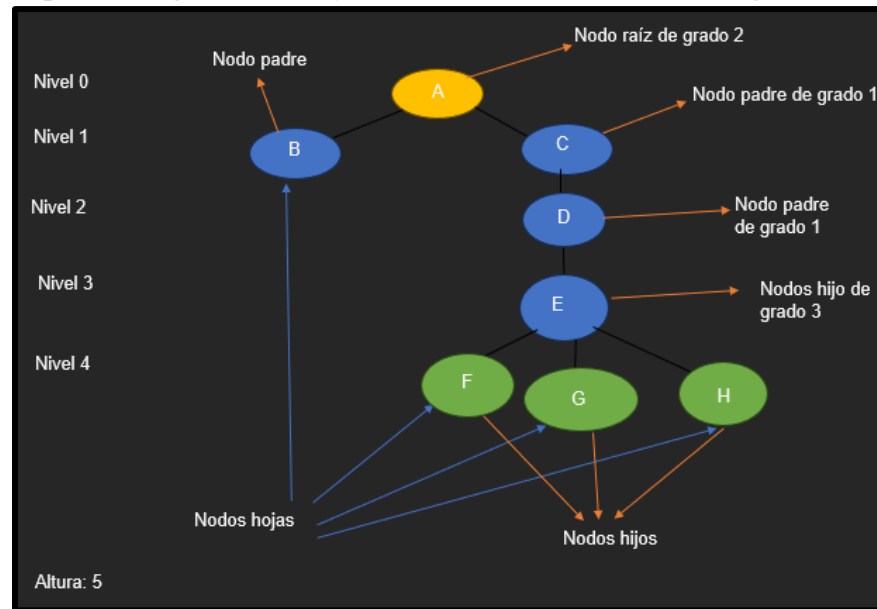 Nodo raíz de grado 2
Nodo padre
Nivel 0
A
Nodo padre de grado 1
Nivel 1
B
C
Nivel 2
D
Nodo padre
de grado 1
Nivel 3
E
Nodos hijo de
grado 3
Nivel 4
F
G
H
Nodos hojas
Nodos hijos
Altura: 5